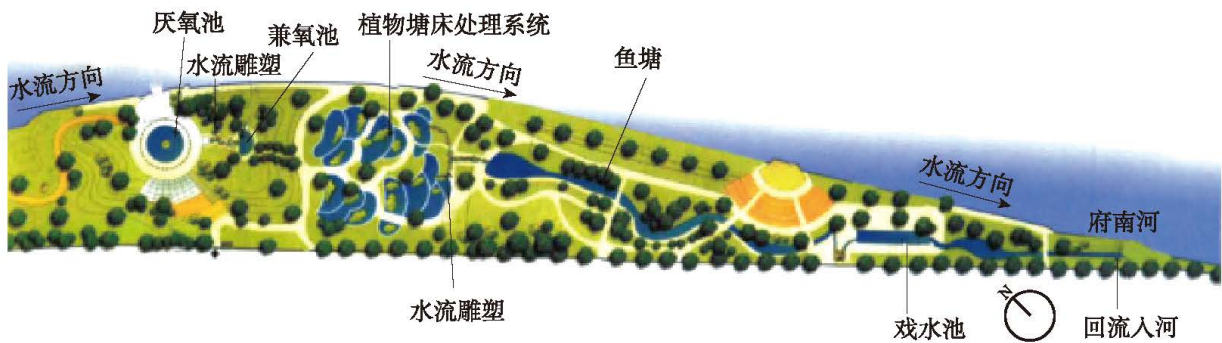 厌氧池
兼氧池
植物塘床处理系统
水流雕塑
水流方向
水流方向
鱼塘
水流方向
府南河
水流雕塑
戏水池
N
回流入河